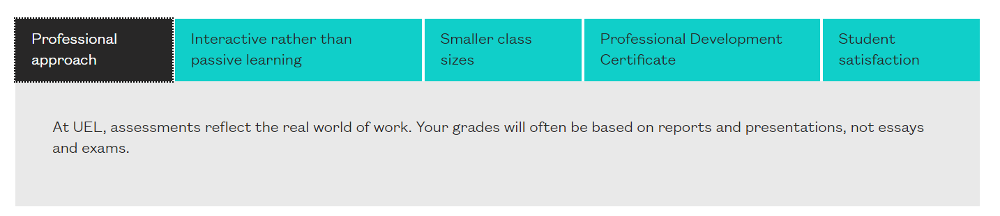 Professional
approach
Interactive rather than
passive learning
Smaller class
sizes
Professional Development
Certificate
Student
satisfaction
At UEL, assessments reflect the real world of work. Your grades will often be based on reports and presentations, not essays
and exams.